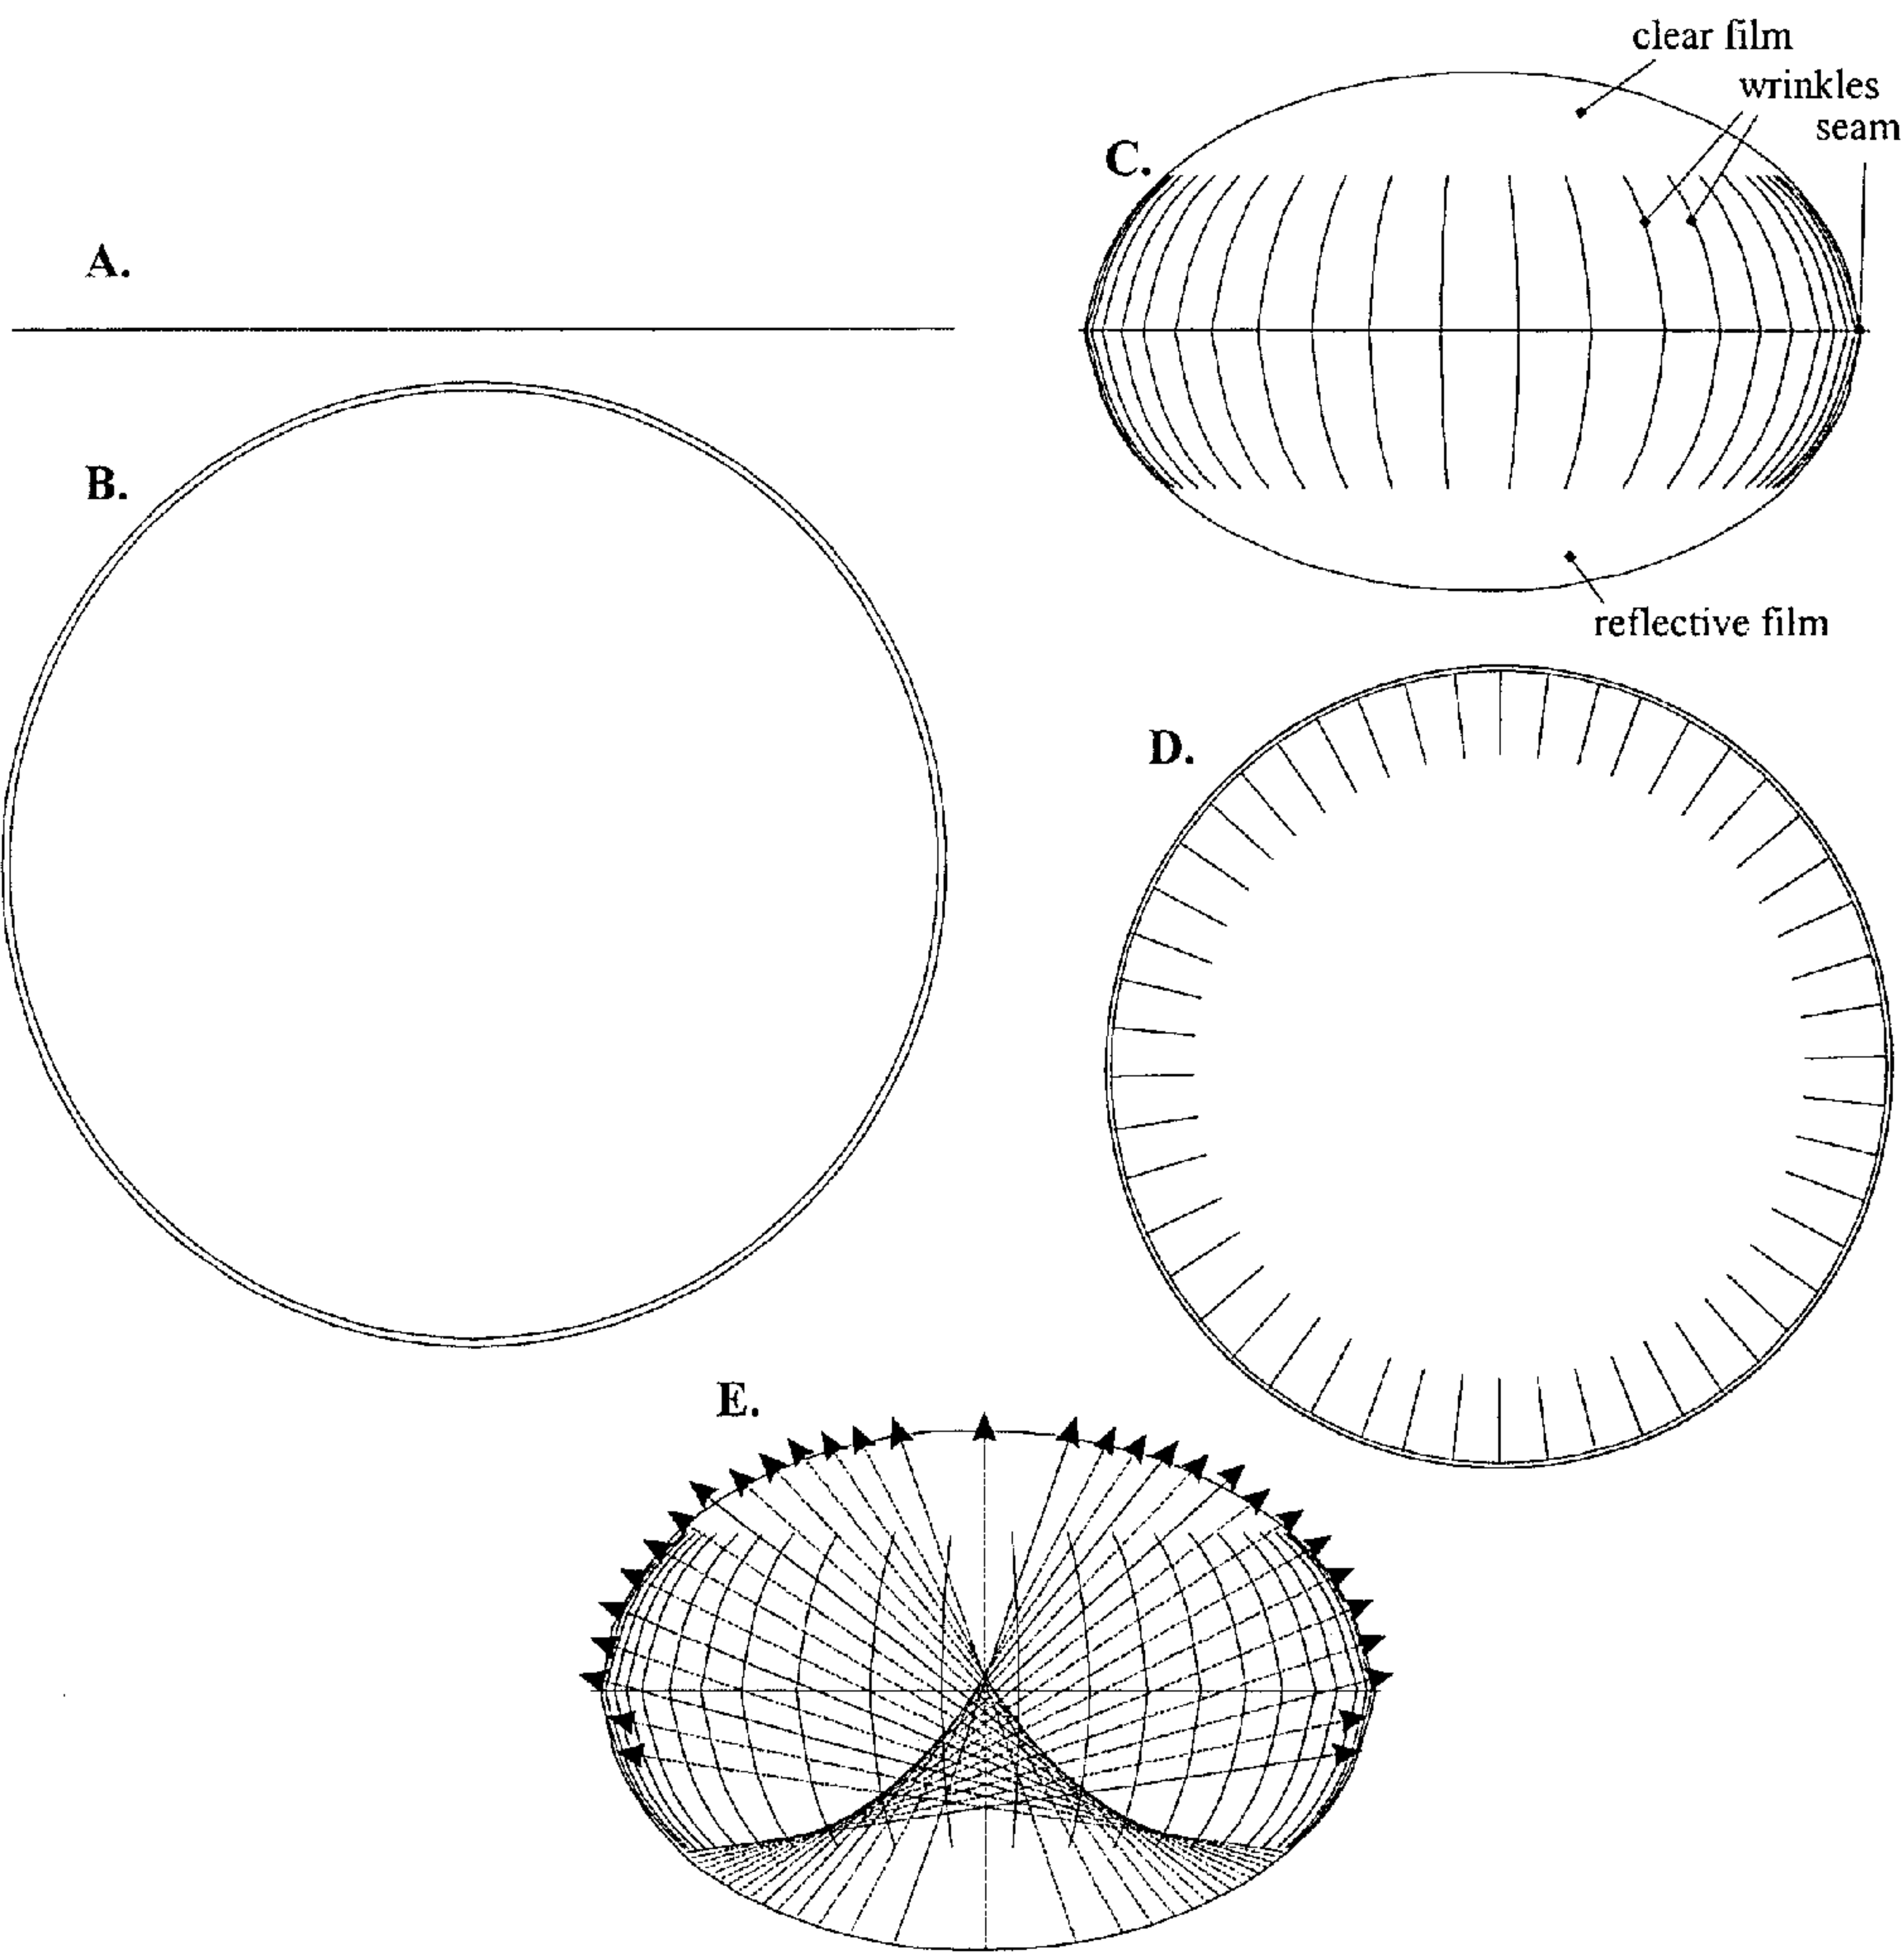 A.
B.
C.
clear film
wrinkles
seam
reflective film
D.
E.